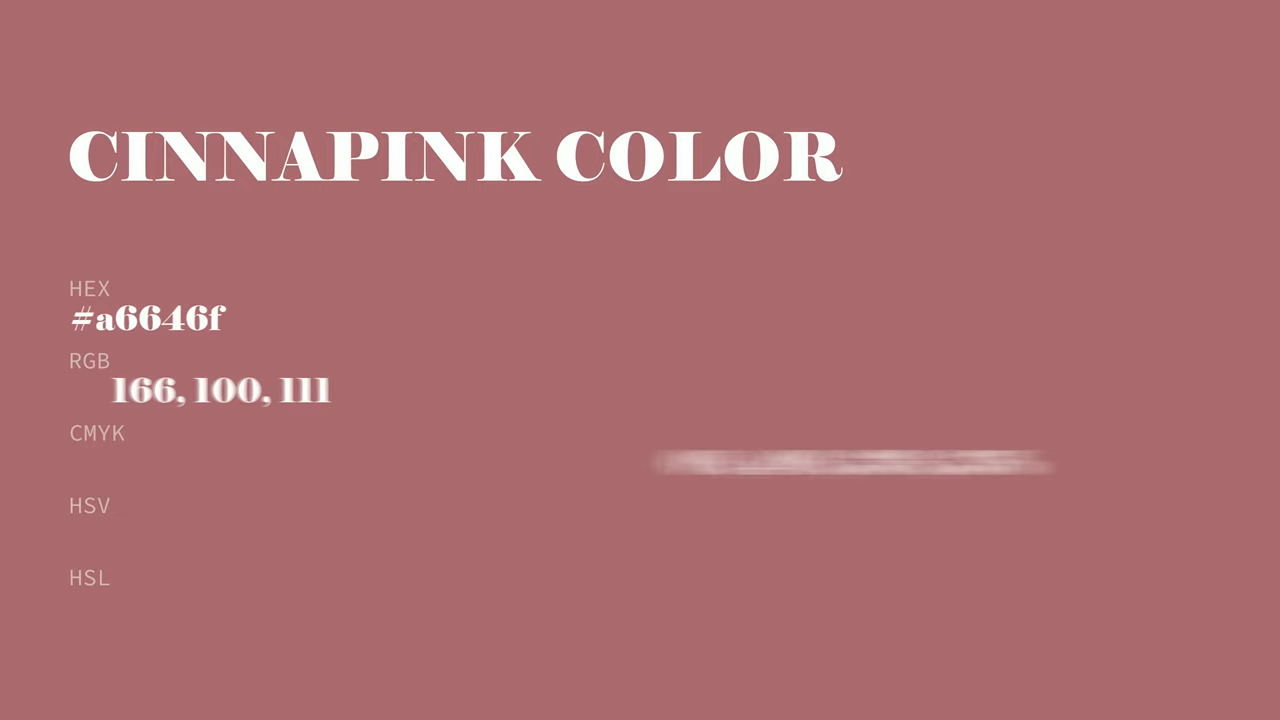 CINNAPINK COLOR
HEX
#a6646f
RGB
166, 100, 111
CMYK
HSV
HSL